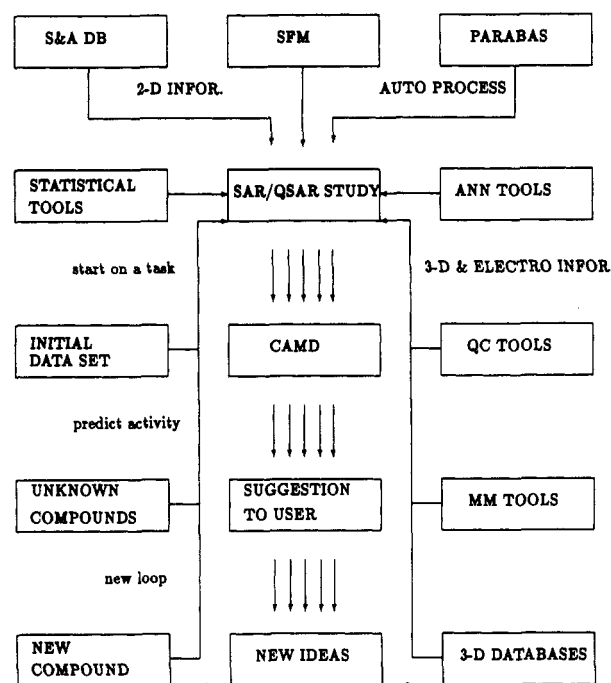 S&A DB
SFM
PARABAS
2-D INFOR.
AUTO PROCESS
STATISTICAL
TOOLS
SAR/QSAR STUDY
ANN TOOLS
start on a task
3-D & ELECTRO INFOR
INITIAL
DATA SET
CAMD
QC TOOLS
predict activity
UNKNOWN
COMPOUNDS
SUGGESTION
TO USER
MM TOOLS
new loop
NEW
COMPOUND
NEW IDEAS
3-D DATABASES